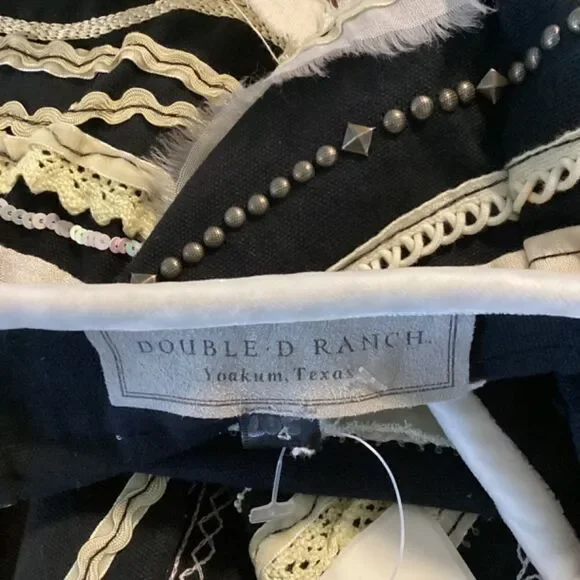 DOUBLE·D RANCH.
Yoakum, Texas